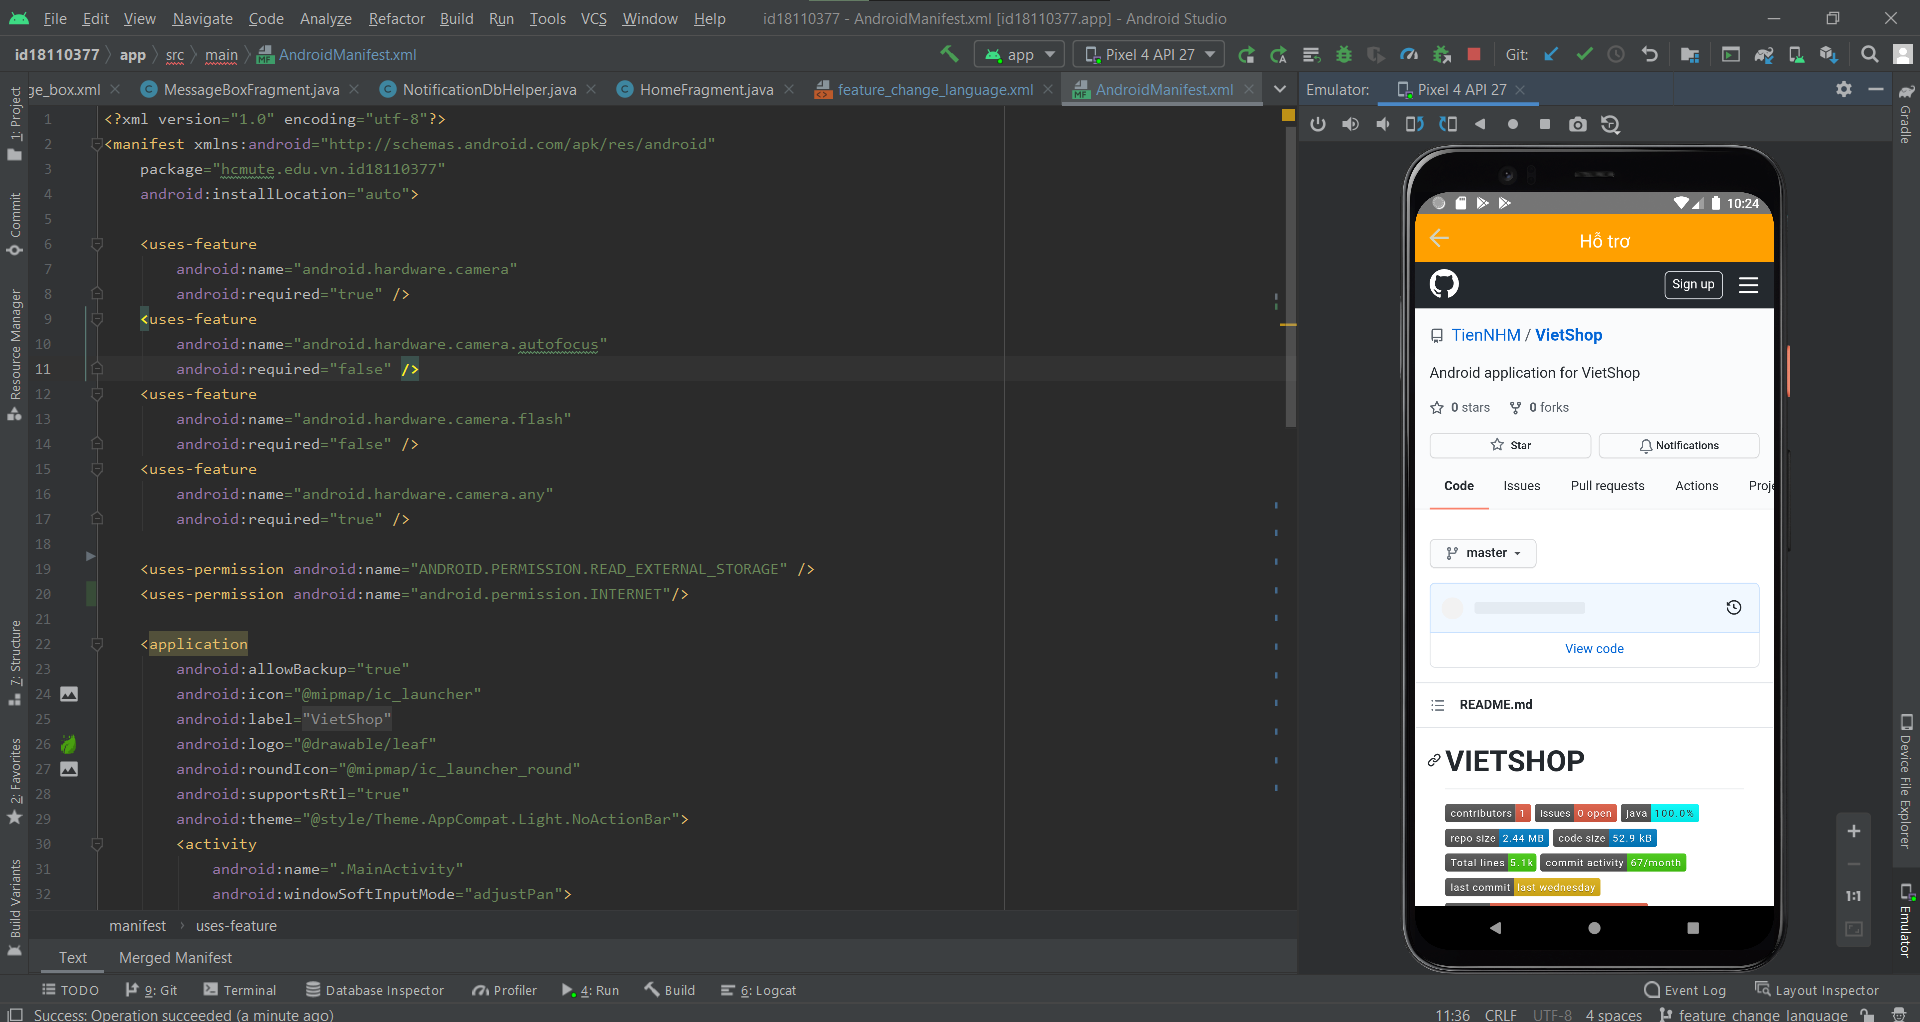 File Edit View Navigate Code Analyze Refactor Build Run Tools VCS Window Help id18110377 - AndroidManifest.xml [id18110377.app] - Android Studio
id18110377 app src main AndroidManifest.xml app Pixel 4 API 27 Git:
ge_box.xml MessageBoxFragment.java NotificationDbHelper.java HomeFragment.java feature_change_language.xml AndroidManifest.xml Emulator: Pixel 4 API 27
1: Project
Commit
Resource Manager
7: Structure
2: Favorites
Build Variants
1 <?xml version="1.0" encoding="utf-8"?>
2 <manifest xmlns:android="http://schemas.android.com/apk/res/android"
3 package="hcmute.edu.vn.id18110377"
4 android:installLocation="auto">
5
6 <uses-feature
7 android:name="android.hardware.camera"
8 android:required="true" />
9 <uses-feature
10 android:name="android.hardware.camera.autofocus"
11 android:required="false" />
12 <uses-feature
13 android:name="android.hardware.camera.flash"
14 android:required="false" />
15 <uses-feature
16 android:name="android.hardware.camera.any"
17 android:required="true" />
18
19 <uses-permission android:name="ANDROID.PERMISSION.READ_EXTERNAL_STORAGE" />
20 <uses-permission android:name="android.permission.INTERNET"/>
21
22 <application
23 android:allowBackup="true"
24 android:icon="@mipmap/ic_launcher"
25 android:label="VietShop"
26 android:logo="@drawable/leaf"
27 android:roundIcon="@mipmap/ic_launcher_round"
28 android:supportsRtl="true"
29 android:theme="@style/Theme.AppCompat.Light.NoActionBar">
30 <activity
31 android:name=".MainActivity"
32 android:windowSoftInputMode="adjustPan">
manifest uses-feature
Text Merged Manifest
10:24
Hỗ trơ
Sign up
TienNHM / VietShop
Android application for VietShop
0 stars 0 forks
Star Notifications
Code Issues Pull requests Actions Proje
master
View code
README.md
VIETSHOP
contributors 1 issues 0 open java 100.0%
repo size 2.44 MB code size 52.9 kB
Total lines 5.1k commit activity 67/month
last commit last wednesday
1:1
Gradle
Device File Explorer
Emulator
TODO 9: Git Terminal Database Inspector Profiler 4: Run Build 6: Logcat Event Log Layout Inspector
Success: Operation succeeded (a minute ago) 11:36 CRLF UTF-8 4 spaces feature_change_language